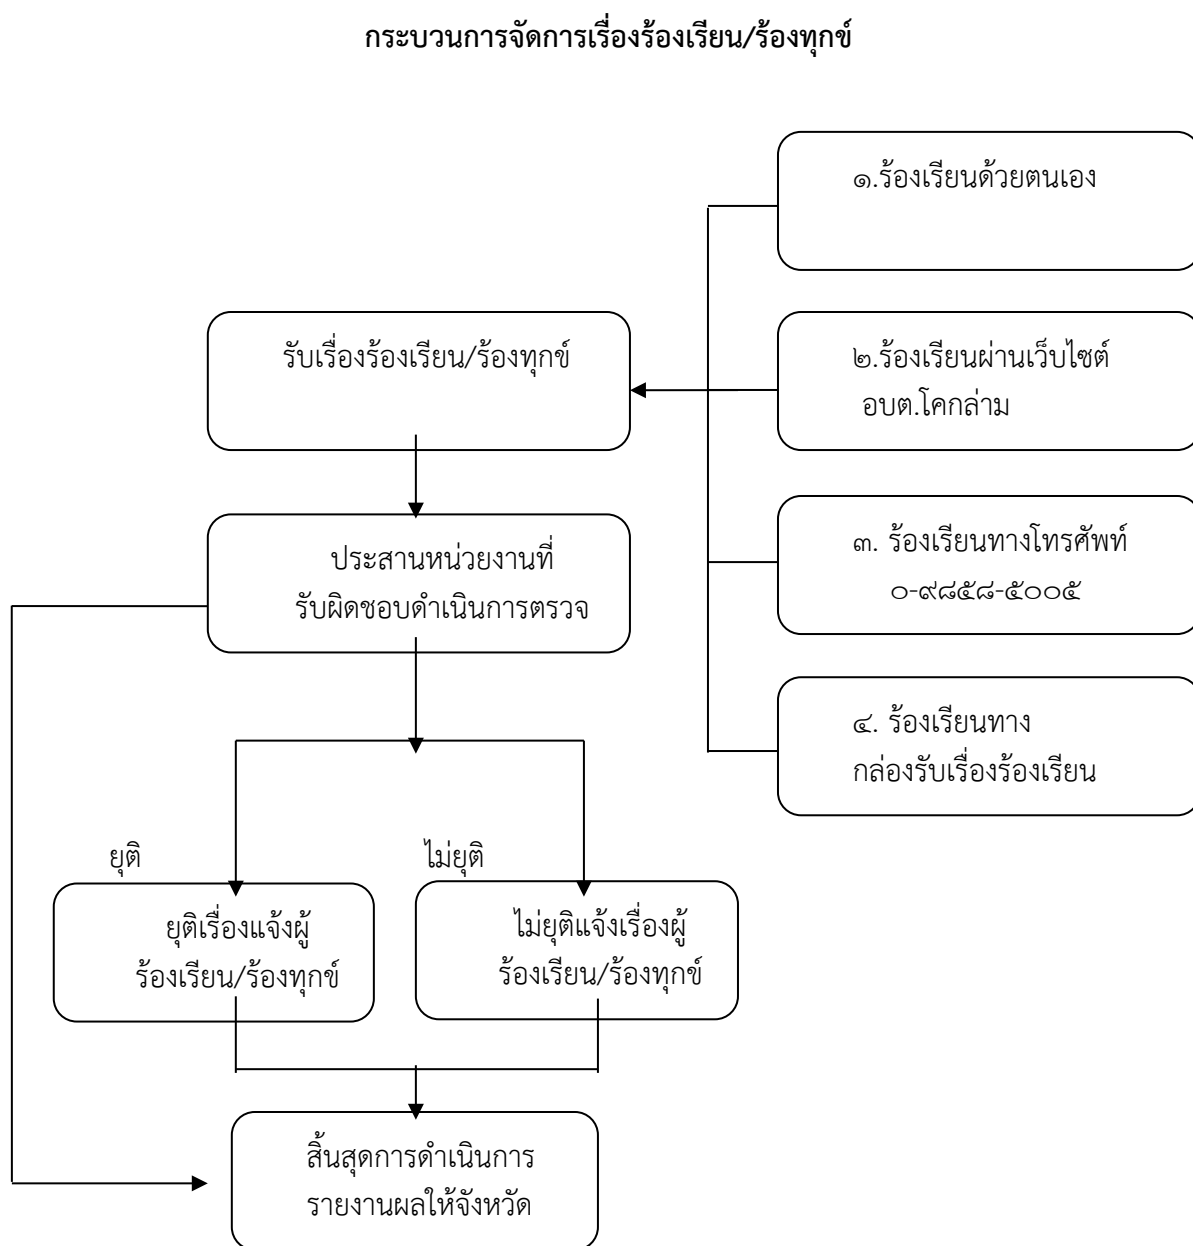 กระบวนการจัดการเรื่องร้องเรียน/ร้องทุกข์
๑.ร้องเรียนด้วยตนเอง
รับเรื่องร้องเรียน/ร้องทุกข์
๒.ร้องเรียนผ่านเว็บไซต์
อบต.โคกล่าม
ประสานหน่วยงานที่
รับผิดชอบดำเนินการตรวจ
๓. ร้องเรียนทางโทรศัพท์
๐-๙๘๕๘-๕๐๐๕
๔. ร้องเรียนทาง
กล่องรับเรื่องร้องเรียน
ยุติ
ไม่ยุติ
ยุติเรื่องแจ้งผู้
ร้องเรียน/ร้องทุกข์
ไม่ยุติแจ้งเรื่องผู้
ร้องเรียน/ร้องทุกข์
สิ้นสุดการดำเนินการ
รายงานผลให้จังหวัด